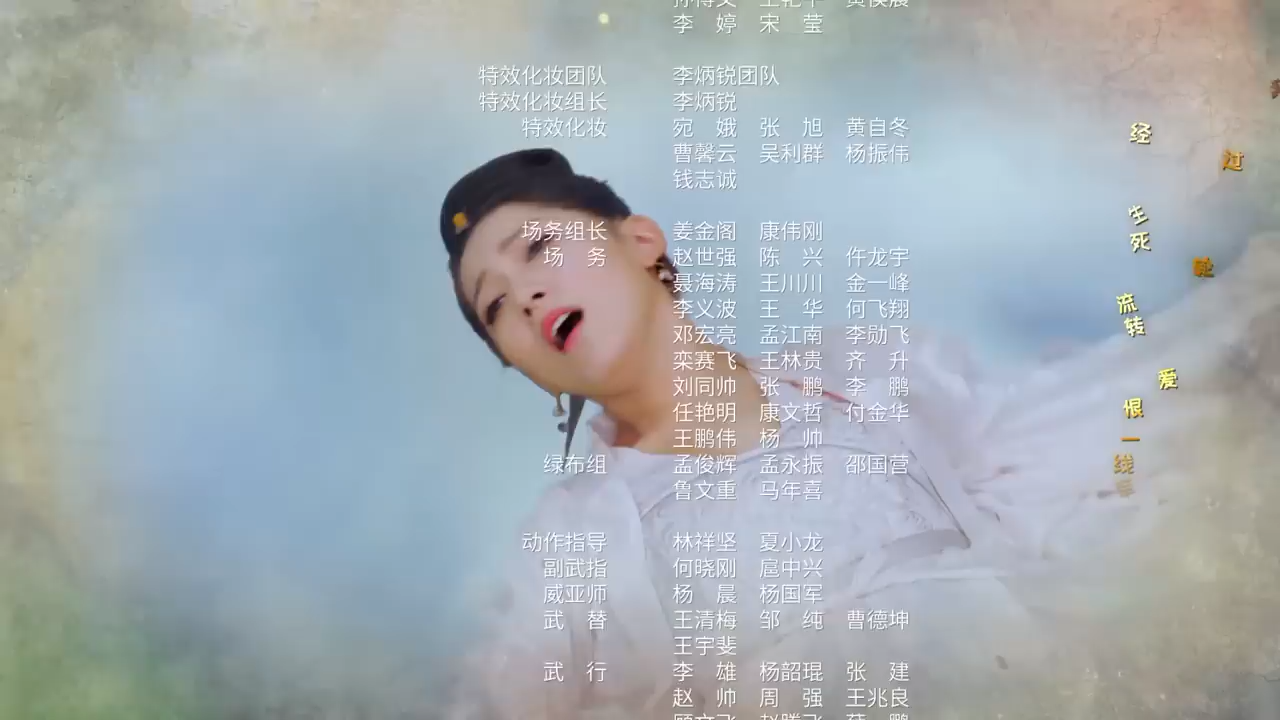 李 婷 宋 莹
特效化妆团队 李炳锐团队
特效化妆组长 李炳锐
特效化妆 宛 娥 张 旭 黄自冬
曹馨云 吴利群 杨振伟
钱志诚
场务组长 姜金阁 康伟刚
场 务 赵世强 陈 兴 仵龙宇
聂海涛 王川川 金一峰
李义波 王 华 何飞翔
邓宏亮 孟江南 李勋飞
栾赛飞 王林贵 齐 升
刘同帅 张 鹏 李 鹏
任艳明 康文哲 付金华
王鹏伟 杨 帅
绿布组 孟俊辉 孟永振 邵国营
鲁文重 马年喜
动作指导 林祥坚 夏小龙
副武指 何晓刚 扈中兴
威亚师 杨 晨 杨国军
武 替 王清梅 邹 纯 曹德坤
王宇斐
武 行 李 雄 杨韶琨 张 建
赵 帅 周 强 王兆良
过
经
生死
流转
爱
恨
一
线